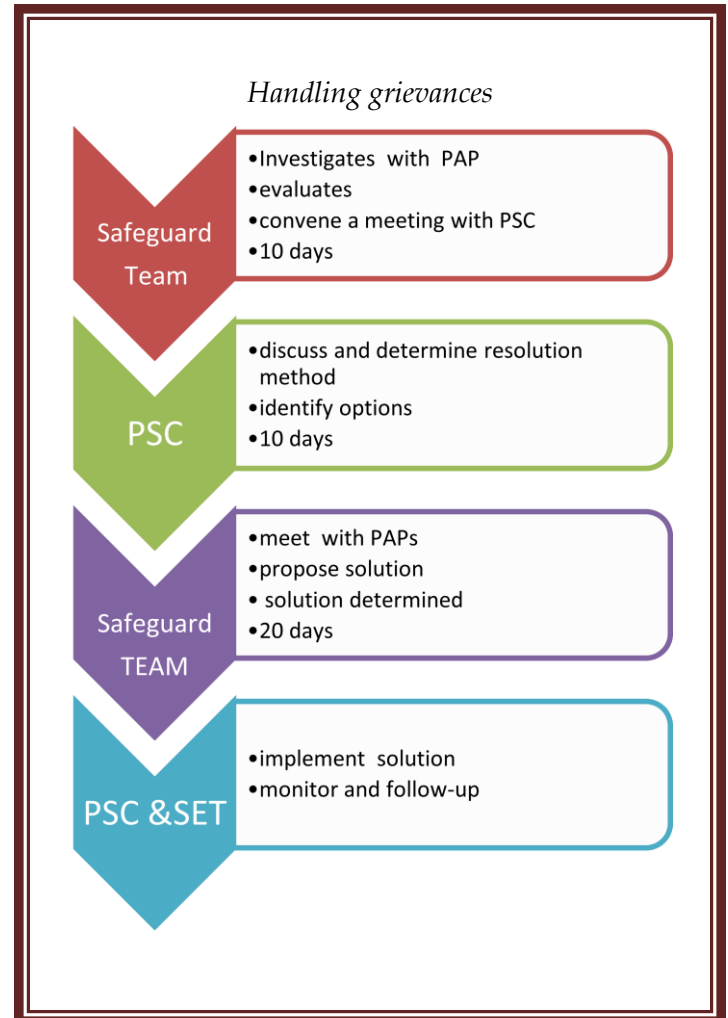 Handling grievances
Safeguard
Team
•Investigates with PAP
•evaluates
•convene a meeting with PSC
•10 days
PSC
•discuss and determine resolution
method
•identify options
•10 days
Safeguard
TEAM
•meet with PAPs
•propose solution
• solution determined
•20 days
PSC &SET
•implement solution
•monitor and follow-up